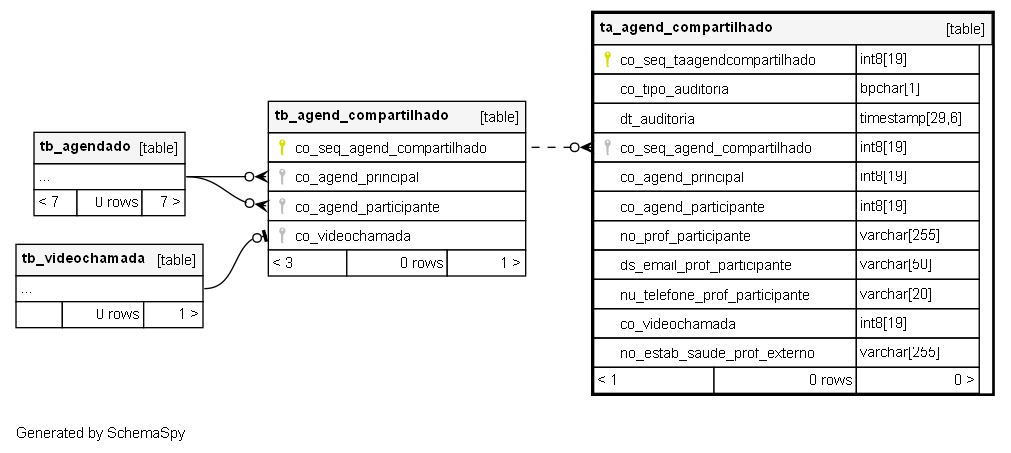 tb_agendado [table]
...
< 7 0 rows 7 >
tb_videochamada [table]
...
0 rows 1 >
tb_agend_compartilhado [table]
co_seq_agend_compartilhado
co_agend_principal
co_agend_participante
co_videochamada
< 3 0 rows 1 >
ta_agend_compartilhado [table]
co_seq_taagendcompartilhado int8[19]
co_tipo_auditoria bpchar[1]
dt_auditoria timestamp[29,6]
co_seq_agend_compartilhado int8[19]
co_agend_principal int8[19]
co_agend_participante int8[19]
no_prof_participante varchar[255]
ds_email_prof_participante varchar[50]
nu_telefone_prof_participante varchar[20]
co_videochamada int8[19]
no_estab_saude_prof_externo varchar[255]
< 1 0 rows 0 >
Generated by SchemaSpy